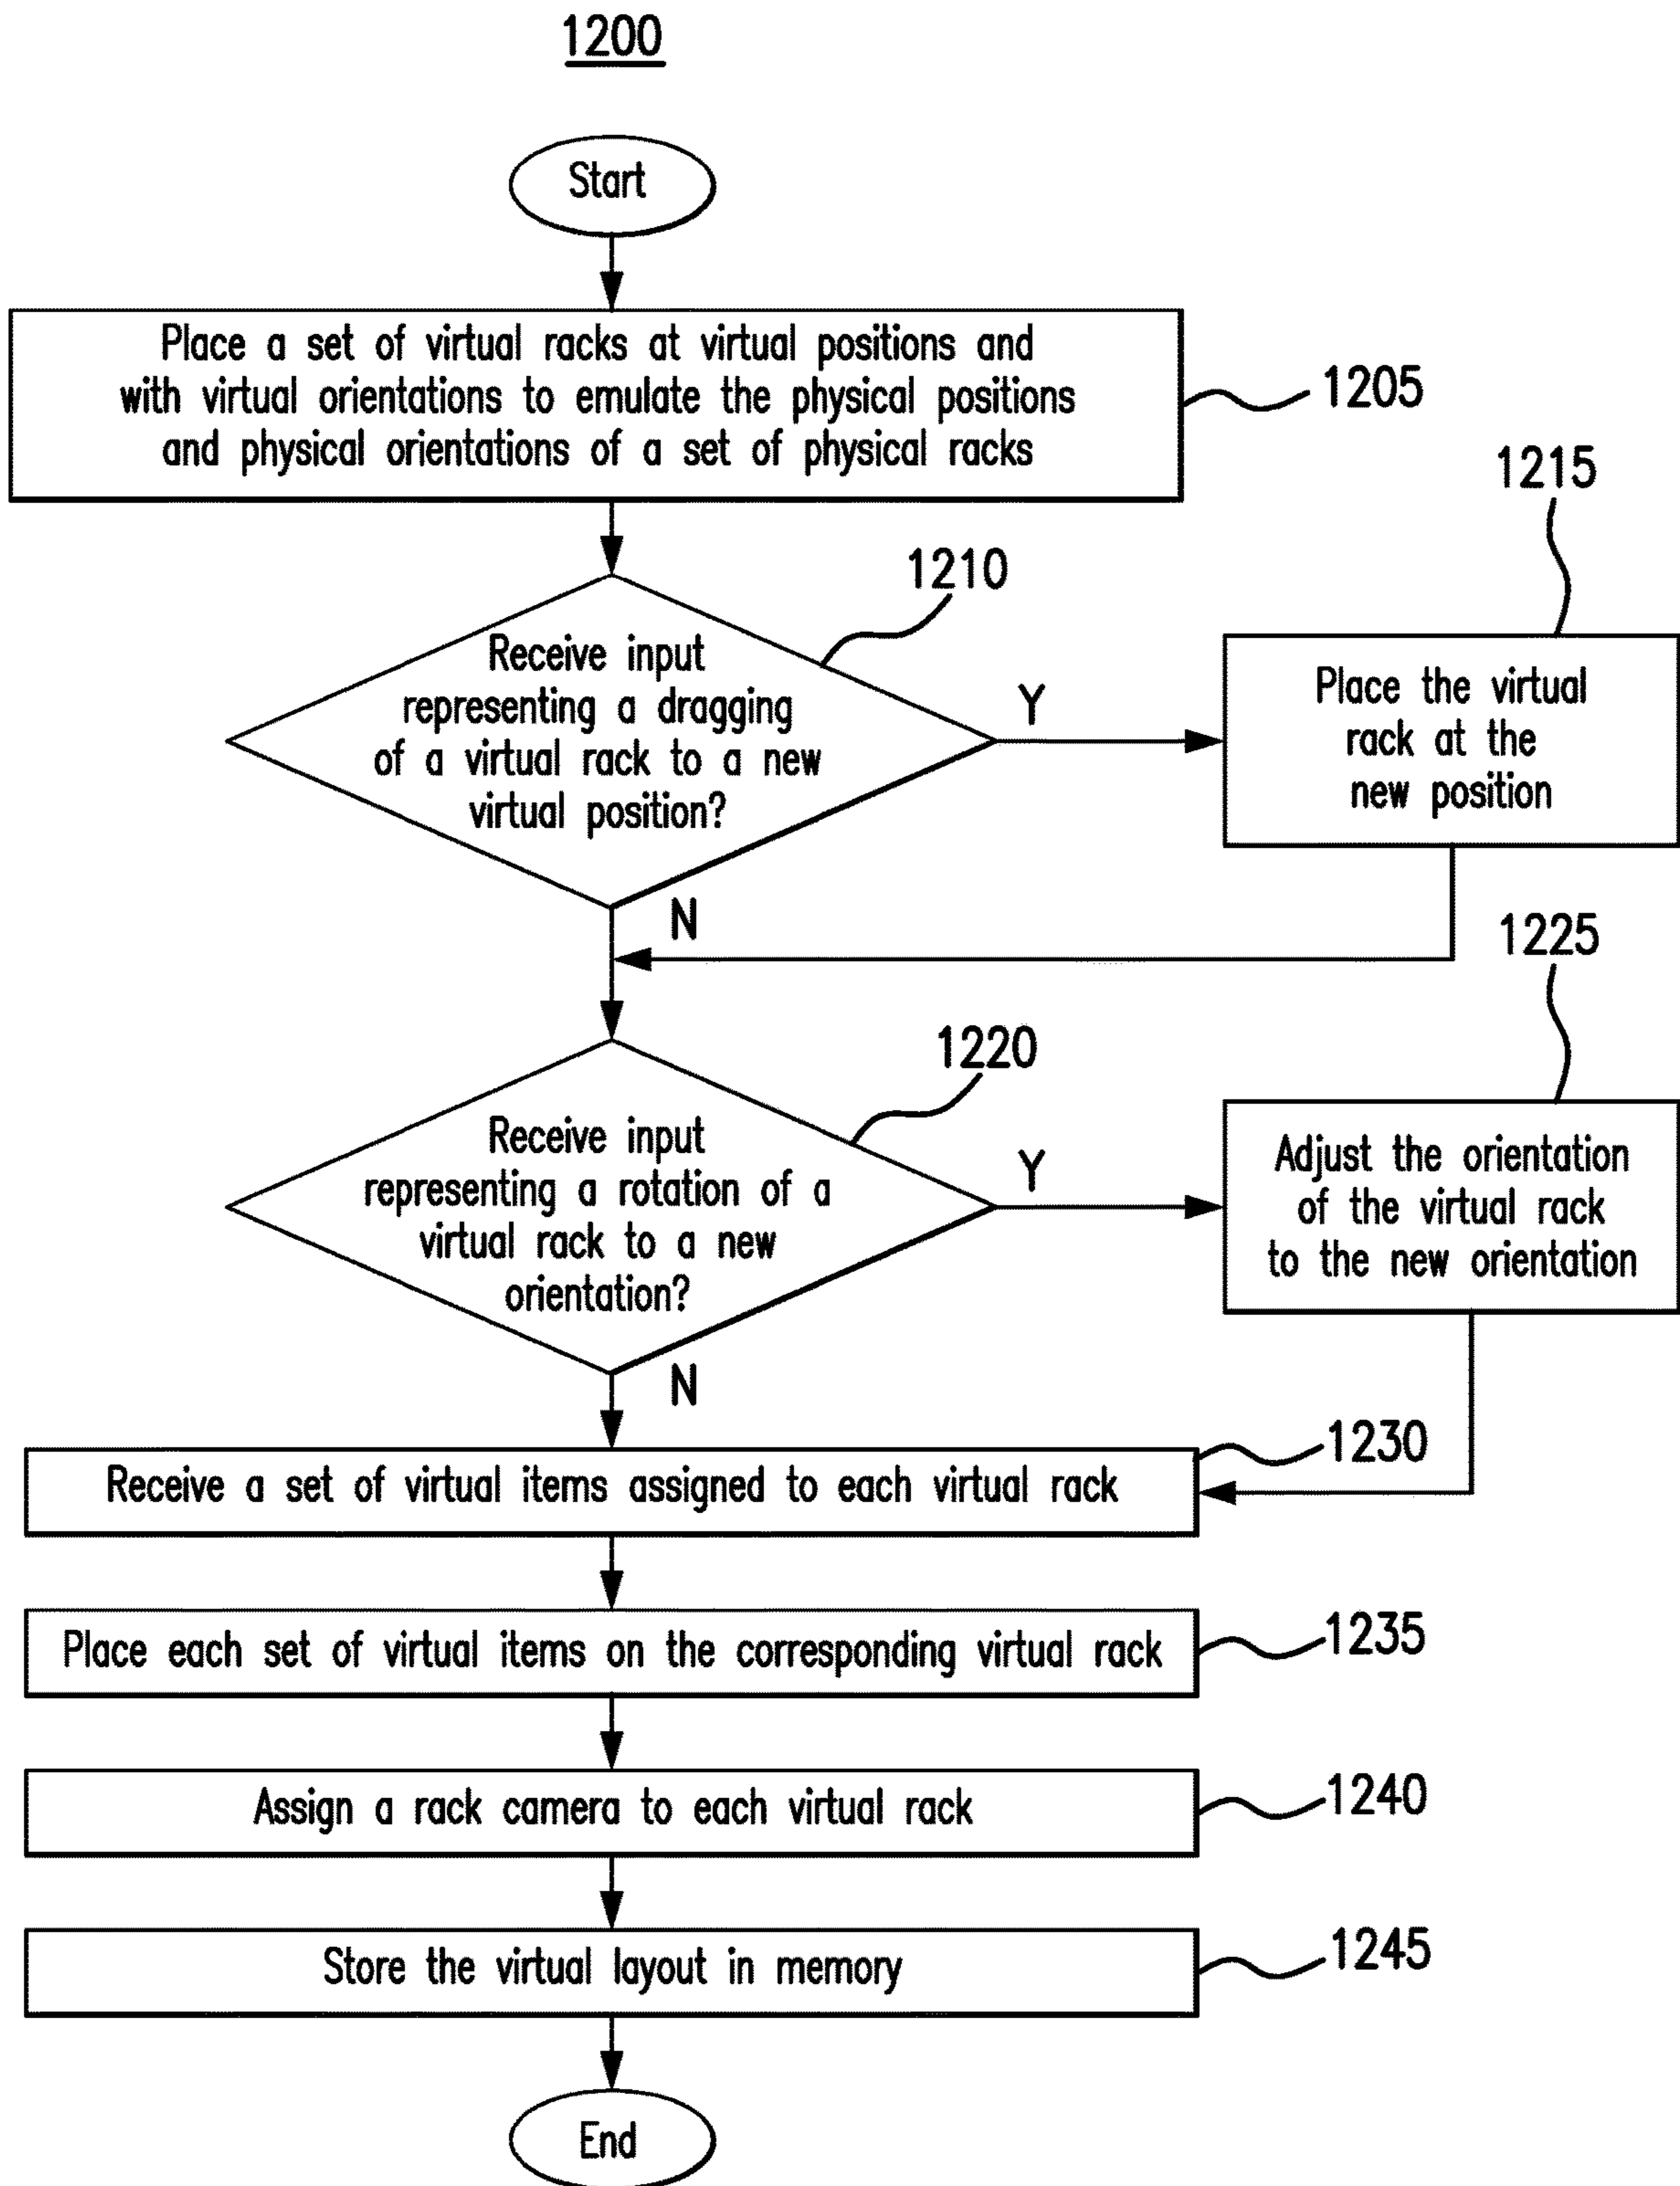 1200
Start
Place a set of virtual racks at virtual positions and
with virtual orientations to emulate the physical positions
and physical orientations of a set of physical racks
1205
1210
Receive input
representing a dragging
of a virtual rack to a new
virtual position?
Y
N
1215
Place the virtual
rack at the
new position
1220
Receive input
representing a rotation of a
virtual rack to a new
orientation?
Y
N
1225
Adjust the orientation
of the virtual rack
to the new orientation
Receive a set of virtual items assigned to each virtual rack
1230
Place each set of virtual items on the corresponding virtual rack
1235
Assign a rack camera to each virtual rack
1240
Store the virtual layout in memory
1245
End